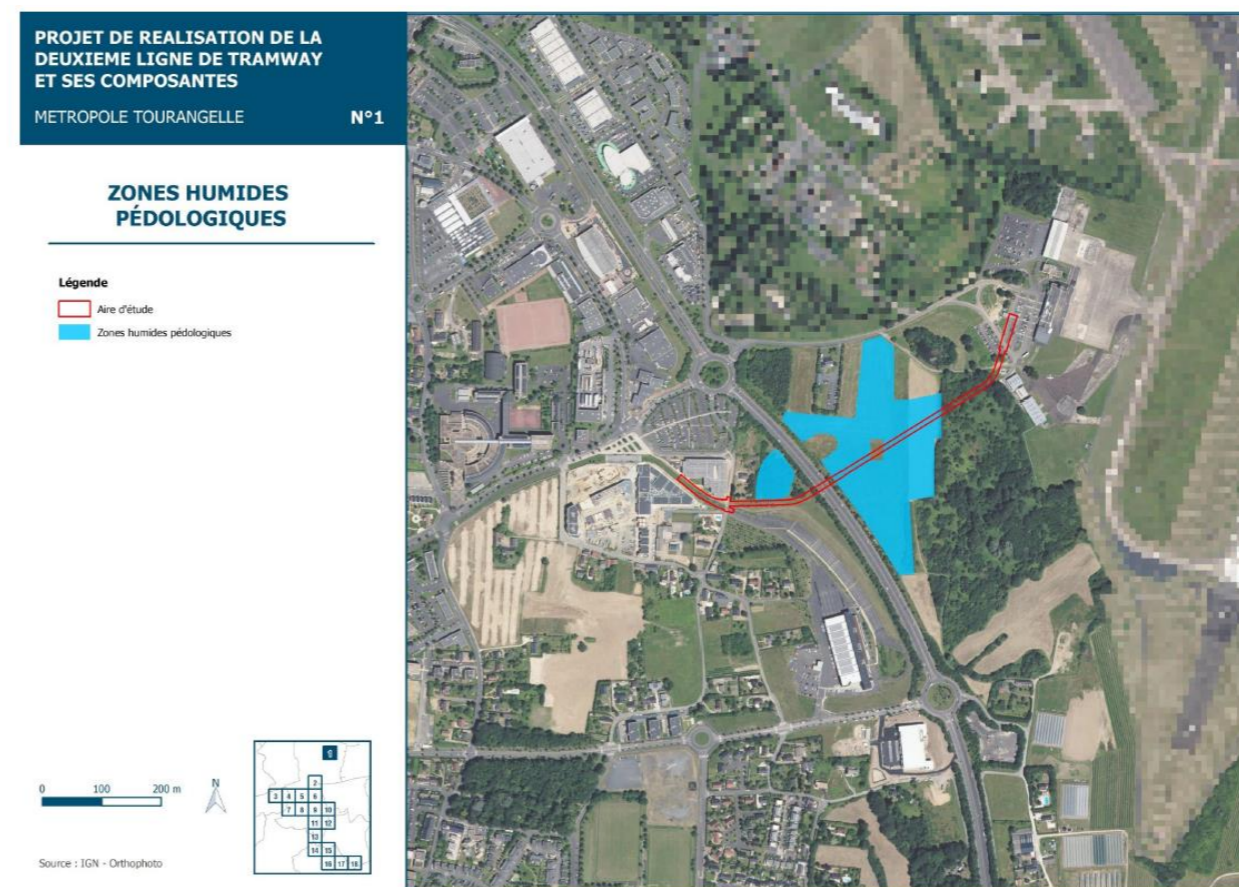 PROJET DE REALISATION DE LA
DEUXIEME LIGNE DE TRAMWAY
ET SES COMPOSANTES
METROPOLE TOURANGELLE N°1
ZONES HUMIDES
PÉDOLOGIQUES
Légende
Aire d'étude
Zones humides pédologiques
0 100 200 m
N
2
3 4 5 6
7 8 9 10
11 12
13
14 15
16 17 18
Source : IGN - Orthophoto